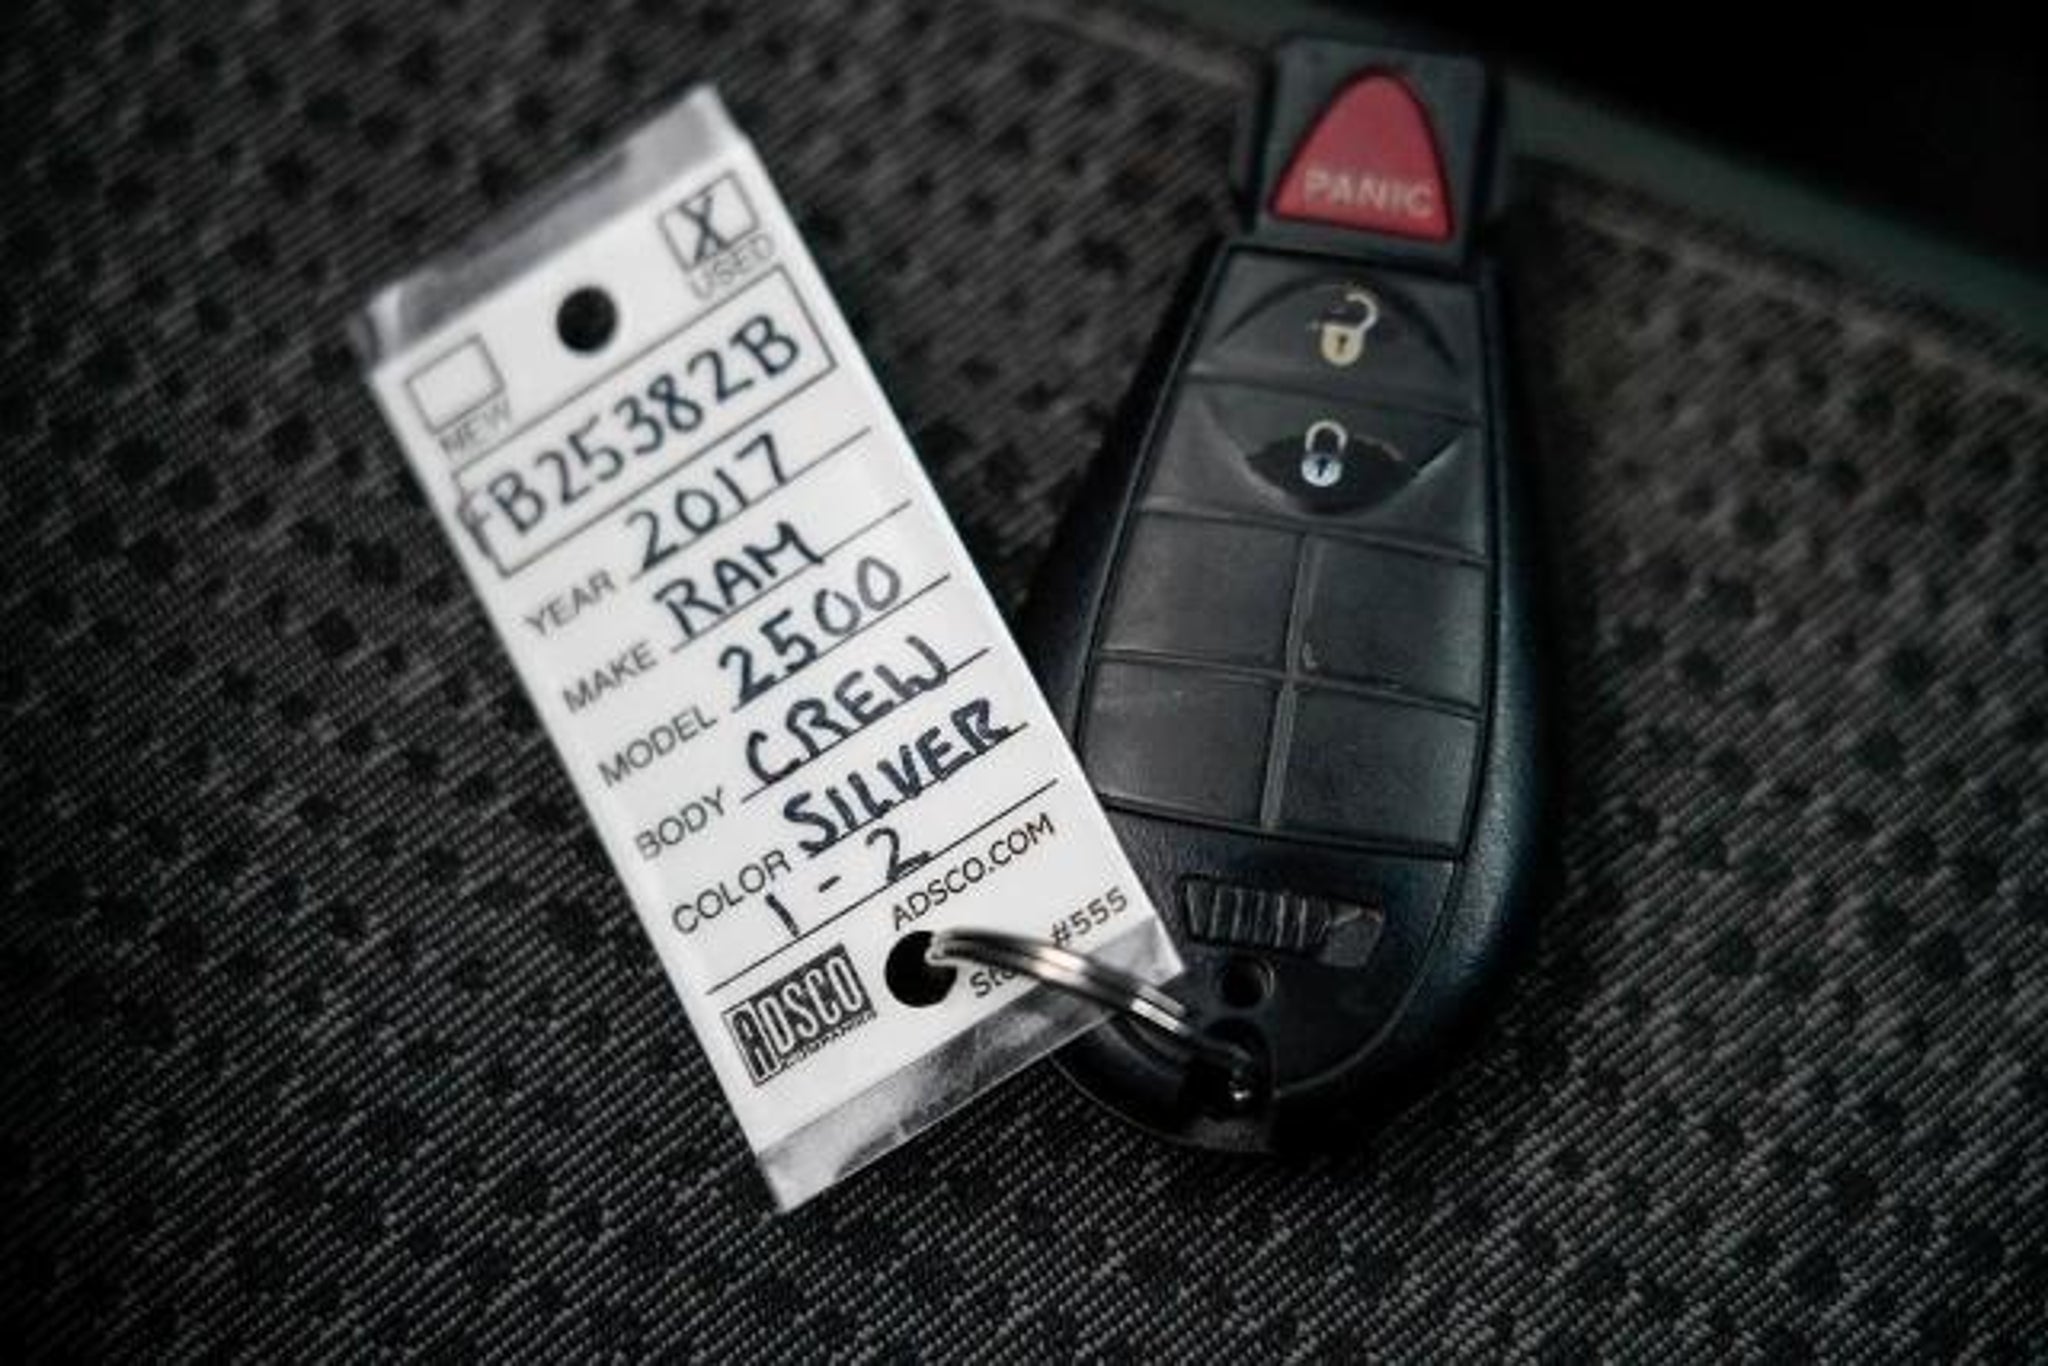 X
USED
NEW
FB25382B
YEAR 2017
MAKE RAM
MODEL 2500
BODY CREW
COLOR SILVER
1 - 2
ADSCO.COM
#555
ADSCO
COMPANIES
PANIC